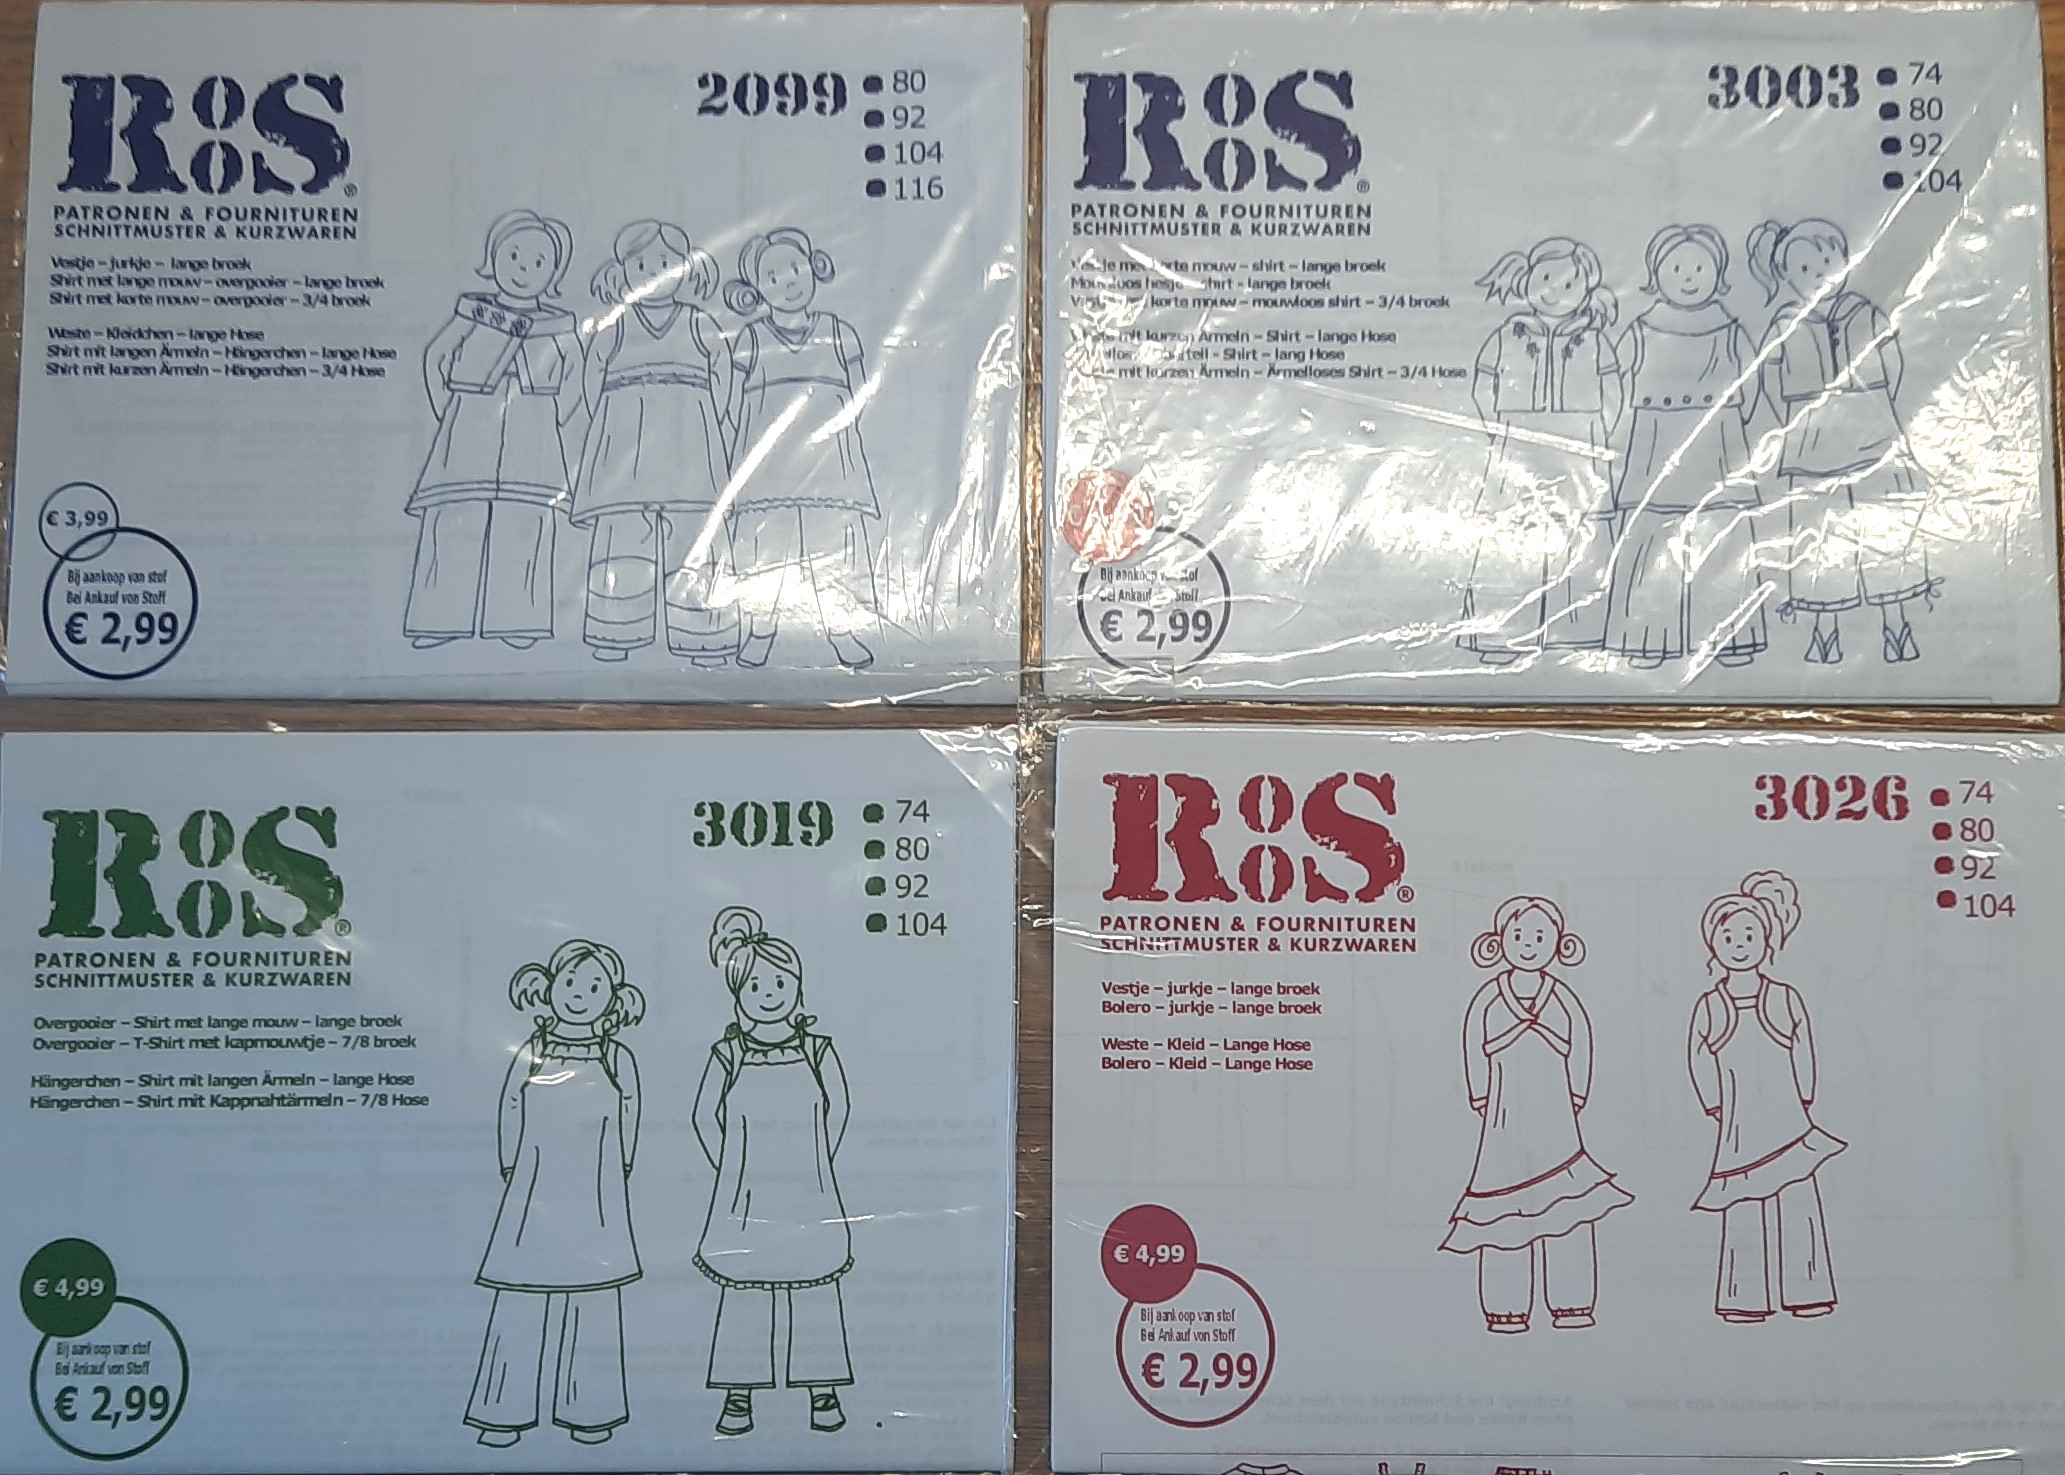 ROOS®
PATRONEN & FOURNITUREN
SCHNITTMUSTER & KURZWAREN
2099
80
92
104
116
Vestje – jurkje – lange broek
Shirt met lange mouw – overgooier – lange broek
Shirt met korte mouw – overgooier – 3/4 broek
Weste – Kleidchen – lange Hose
Shirt mit langen Ärmeln – Hängerchen – lange Hose
Shirt mit kurzen Ärmeln – Hängerchen – 3/4 Hose
€ 3,99
Bij aankoop van stof
Bei Ankauf von Stoff
€ 2,99
ROOS®
PATRONEN & FOURNITUREN
SCHNITTMUSTER & KURZWAREN
3003
74
80
92
104
korte mouw – shirt – lange broek
Mouwloos hesje – shirt - lange broek
korte mouw – mouwloos shirt – 3/4 broek
mit kurzen Ärmeln – Shirt – lange Hose
- Shirt – lang Hose
mit kurzen Ärmeln – Ärmelloses Shirt – 3/4 Hose
Bij aankoop van stof
Bei Ankauf von Stoff
€ 2,99
ROOS®
PATRONEN & FOURNITUREN
SCHNITTMUSTER & KURZWAREN
3019
74
80
92
104
Overgooier – Shirt met lange mouw – lange broek
Overgooier – T-Shirt met kapmouwtje – 7/8 broek
Hängerchen – Shirt mit langen Ärmeln – lange Hose
Hängerchen – Shirt mit Kappnahtärmeln – 7/8 Hose
€ 4,99
Bij aankoop van stof
Bei Ankauf von Stoff
€ 2,99
ROOS®
PATRONEN & FOURNITUREN
SCHNITTMUSTER & KURZWAREN
3026
74
80
92
104
Vestje – jurkje – lange broek
Bolero – jurkje – lange broek
Weste – Kleid – Lange Hose
Bolero – Kleid – Lange Hose
€ 4,99
Bij aankoop van stof
Bei Ankauf von Stoff
€ 2,99